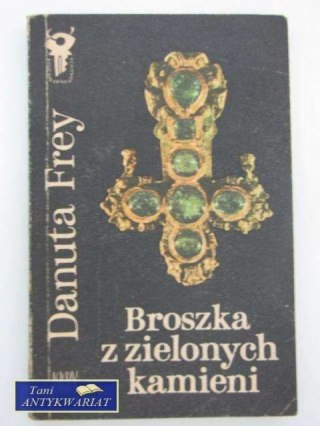 Danuta Frey
Broszka
z zielonych
kamieni
Tani
ANTYKWARIAT